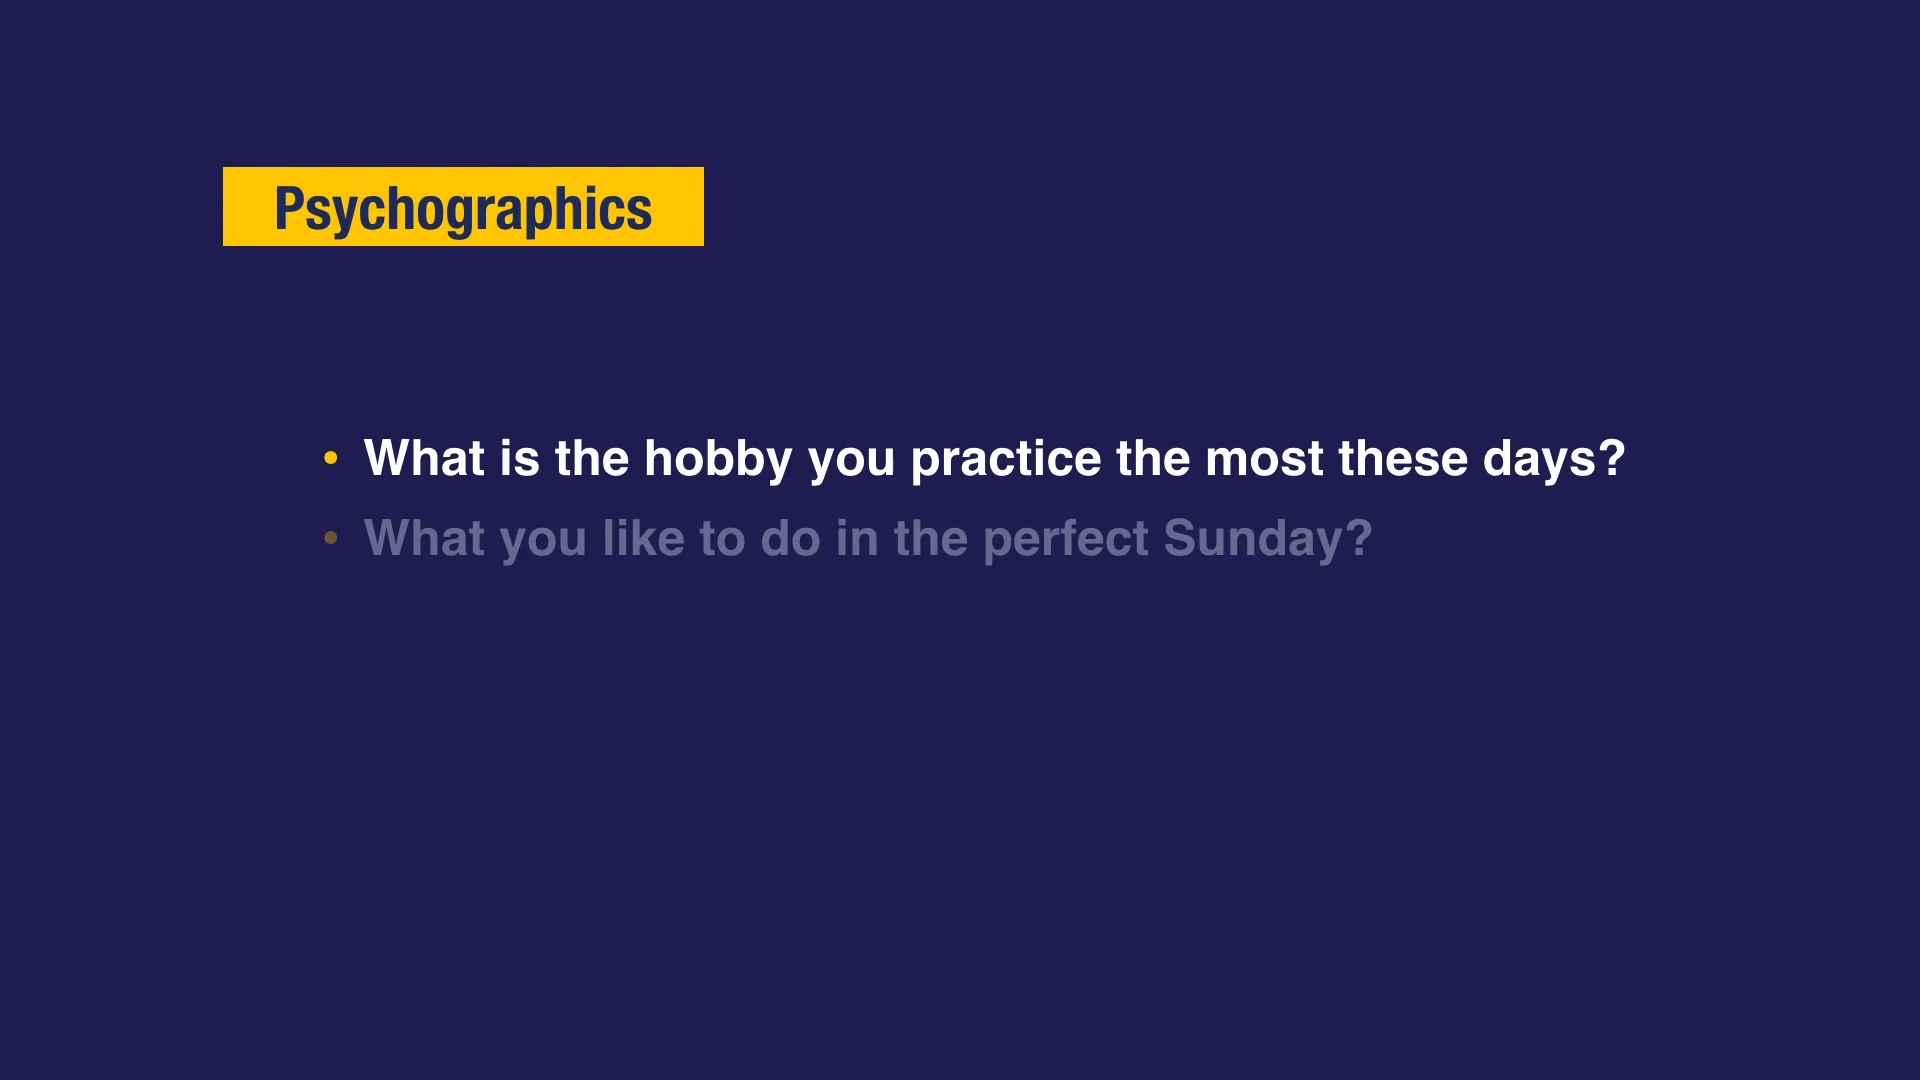 Psychographics
• What is the hobby you practice the most these days?
• What you like to do in the perfect Sunday?